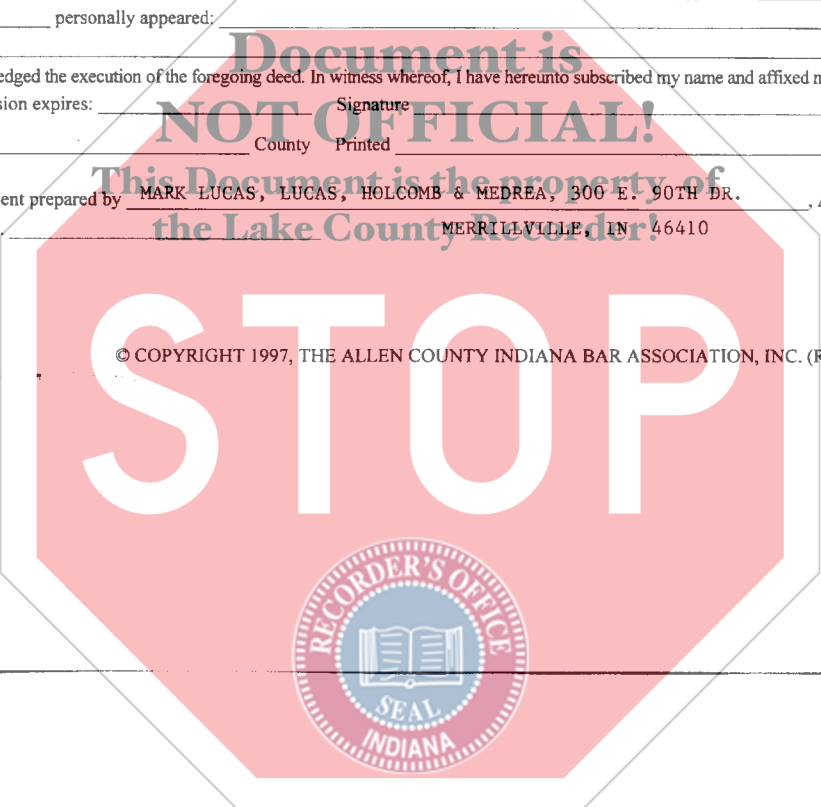 personally appeared:
Document is
edged the execution of the foregoing deed. In witness whereof, I have hereunto subscribed my name and affixed
sion expires: Signature
NOT OFFICIAL!
County Printed
This Document is the property of
ent prepared by MARK LUCAS, LUCAS, HOLCOMB & MEDREA, 300 E. 90TH DR. ,
the Lake County Recorder!
MERRILLVILLE, IN 46410
© COPYRIGHT 1997, THE ALLEN COUNTY INDIANA BAR ASSOCIATION, INC. (R
STOP
RECORDER'S OFFICE
SEAL
INDIANA